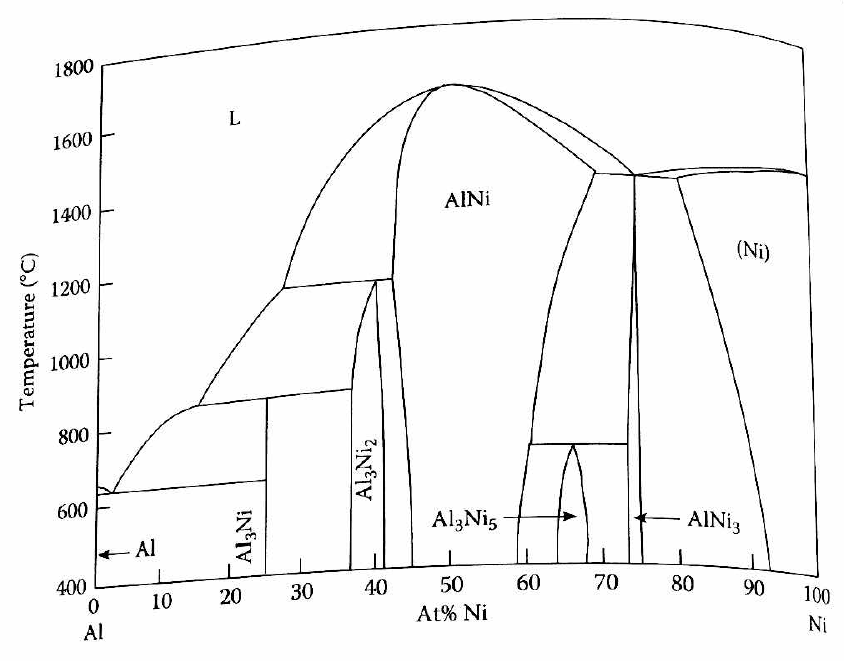 1800
1600
1400
1200
1000
800
600
400
Temperature (°C)
L
AlNi
(Ni)
Al₃Ni₂
Al₃Ni
Al₃Ni₅
AlNi₃
Al
0
10
20
30
40
50
60
70
80
90
100
Al
At% Ni
Ni